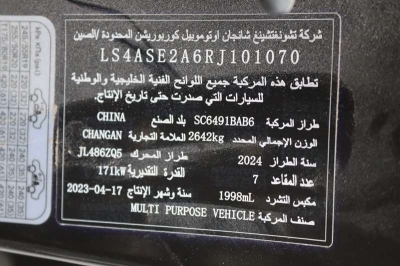 شركة تشونغتشينغ شانجان اوتوموبيل كوربوريشن المحدودة/الصين
LS4ASE2A6RJ101070
تطابق هذه المركبة جميع اللوائح الفنية الخليجية والوطنية
للسيارات التي صدرت حتى تاريخ الإنتاج.
طراز المركبة SC6491BAB6 بلد الصنع CHINA
الوزن الإجمالي المحدد 2642kg العلامة التجارية CHANGAN
سنة الطراز 2024 طراز المحرك JL486ZQ5
عدد المقاعد 7 القدرة التقديرية 171kW
مكبس التشرد 1998mL سنة وشهر الإنتاج 2023-04-17
صنف المركبة MULTI PURPOSE VEHICLE